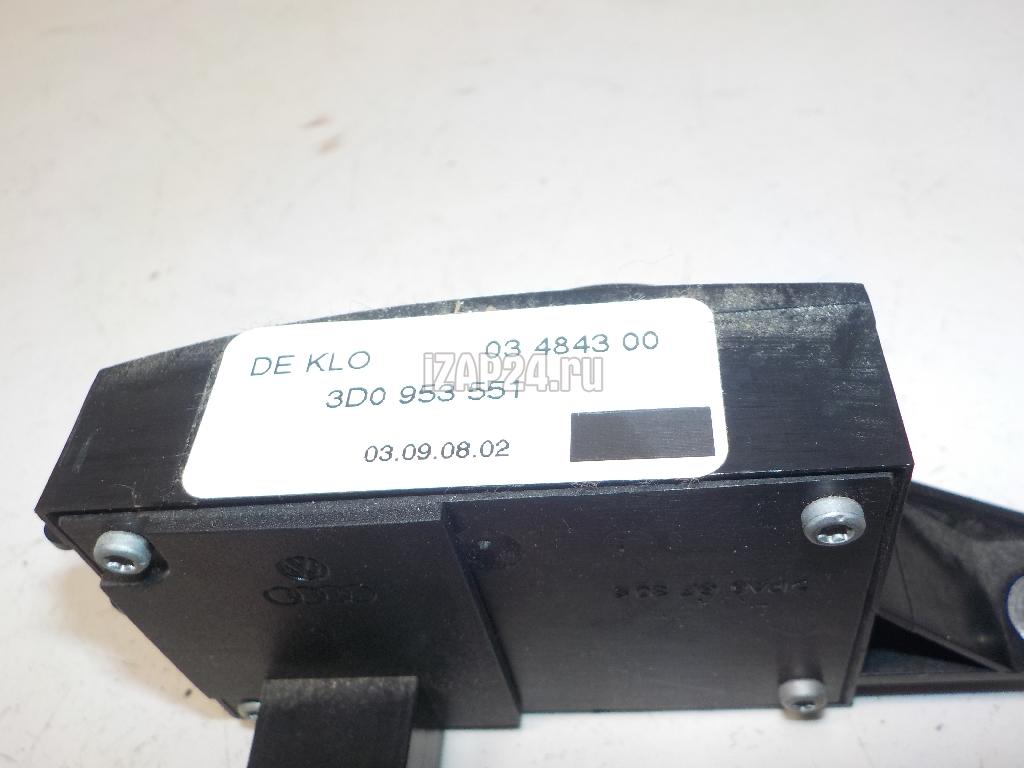 DE KLO 03 4843 00
iZAP24.ru
3D0 953 551
03.09.08.02